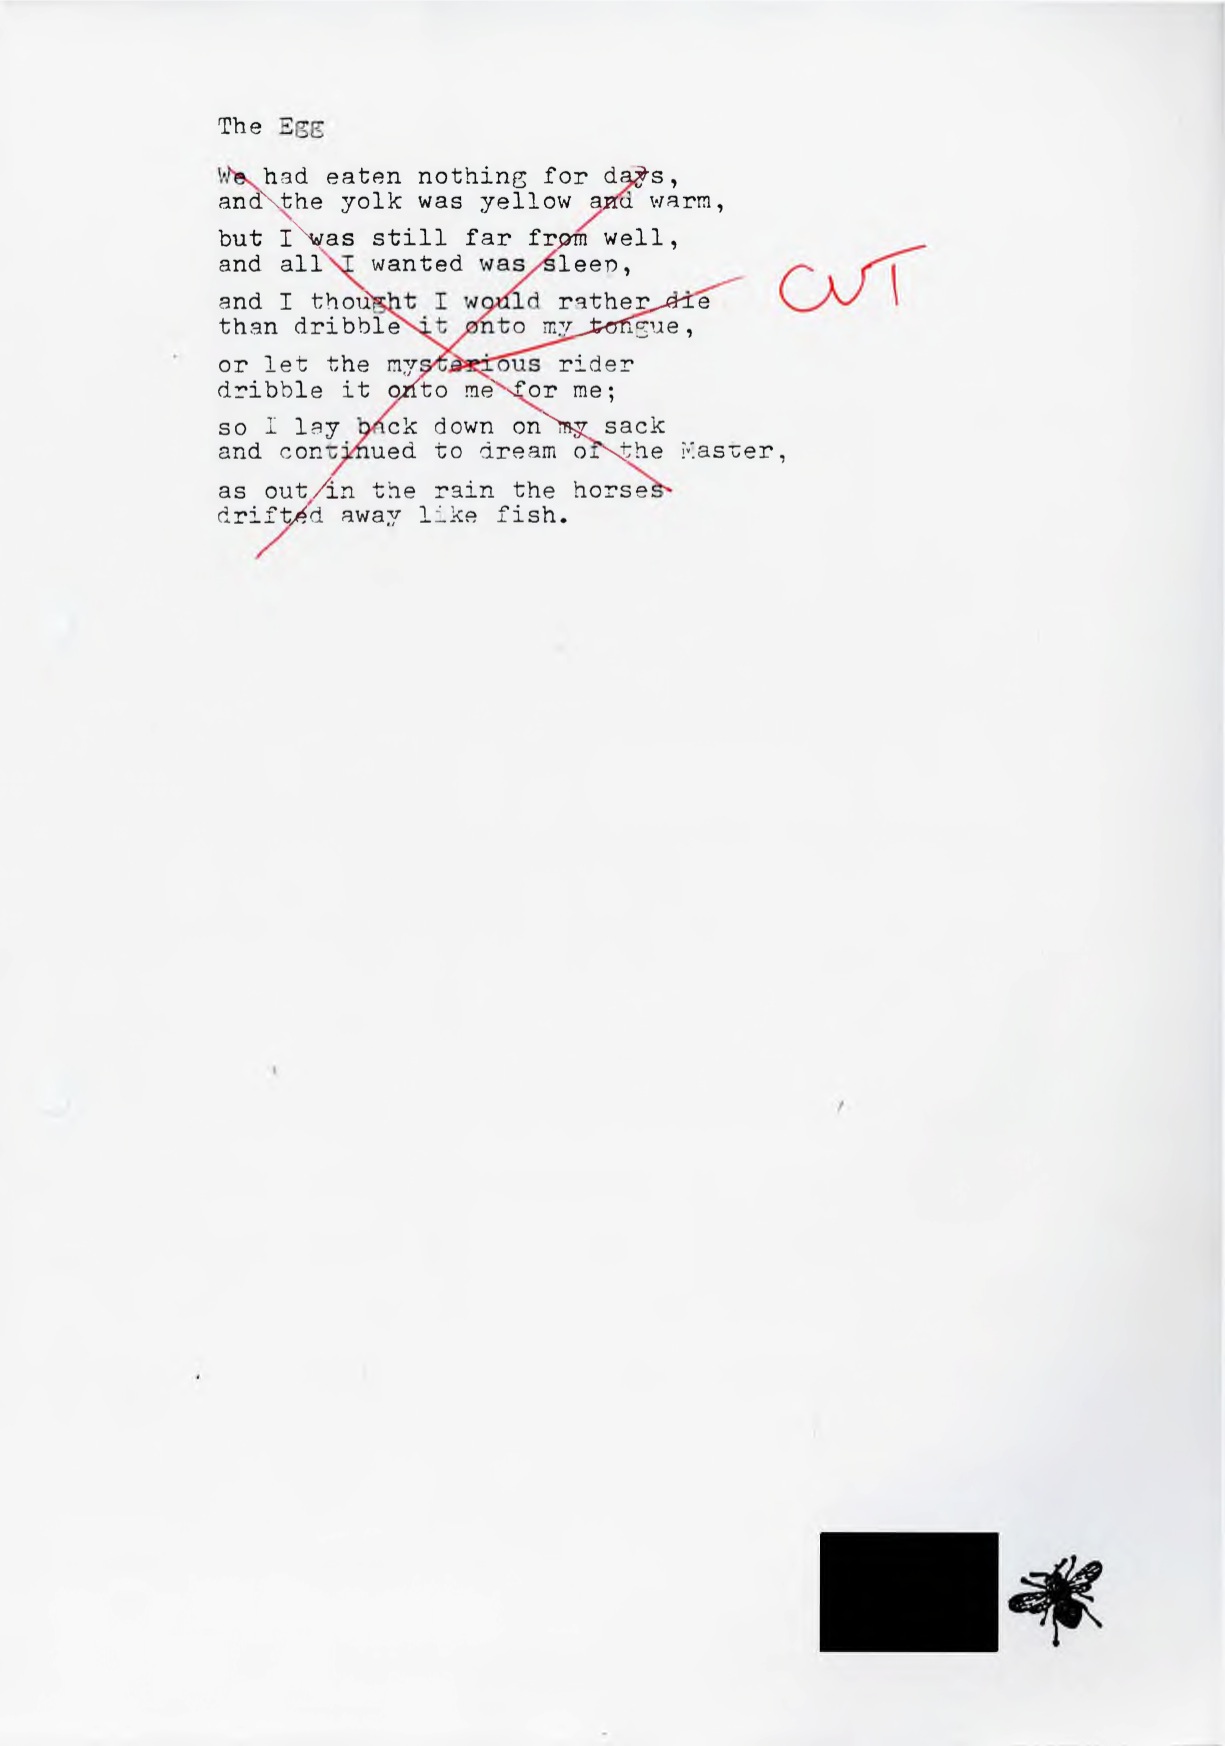 The Egg
We had eaten nothing for days,
and the yolk was yellow and warm,
but I was still far from well,
and all I wanted was sleep,
and I thought I would rather die
than dribble it onto my tongue,
or let the mysterious rider
dribble it onto me for me;
so I lay back down on my sack
and continued to dream of the Master,
as out in the rain the horses
drifted away like fish.
CUT